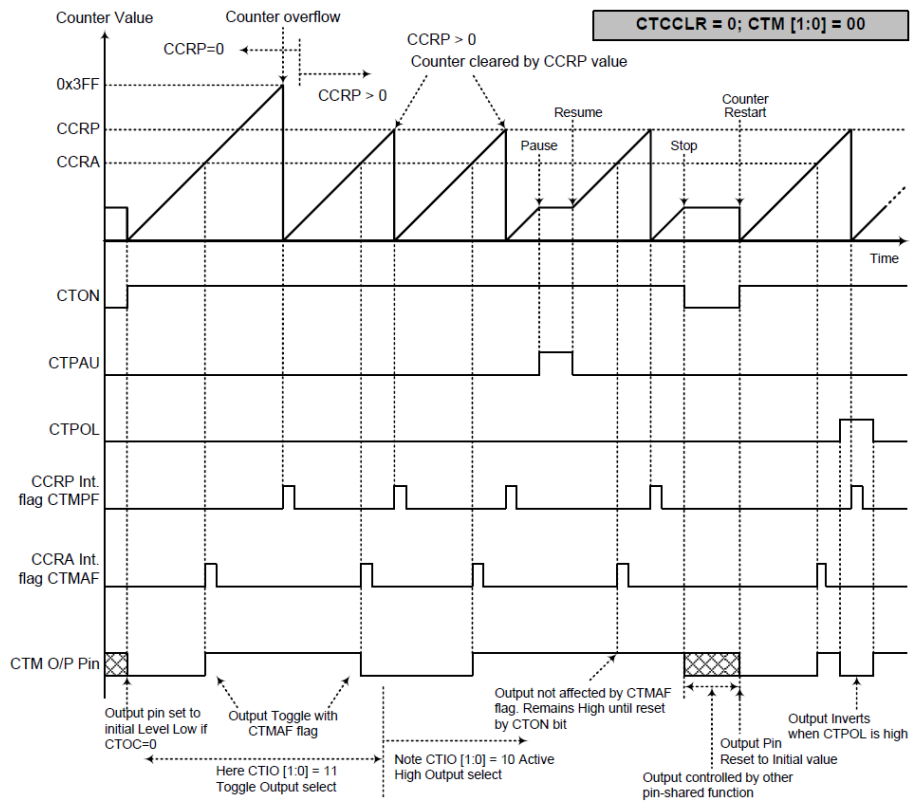 Counter Value
Counter overflow
CTCCLR = 0; CTM [1:0] = 00
CCRP=0
CCRP > 0
CCRP > 0
Counter cleared by CCRP value
0x3FF
CCRP
CCRA
Pause
Resume
Stop
Counter
Restart
Time
CTON
CTPAU
CTPOL
CCRP Int.
flag CTMPF
CCRA Int.
flag CTMAF
CTM O/P Pin
Output pin set to
initial Level Low if
CTOC=0
Output Toggle with
CTMAF flag
Here CTIO [1:0] = 11
Toggle Output select
Note CTIO [1:0] = 10 Active
High Output select
Output not affected by CTMAF
flag. Remains High until reset
by CTON bit
Output controlled by other
pin-shared function
Output Pin
Reset to Initial value
Output Inverts
when CTPOL is high